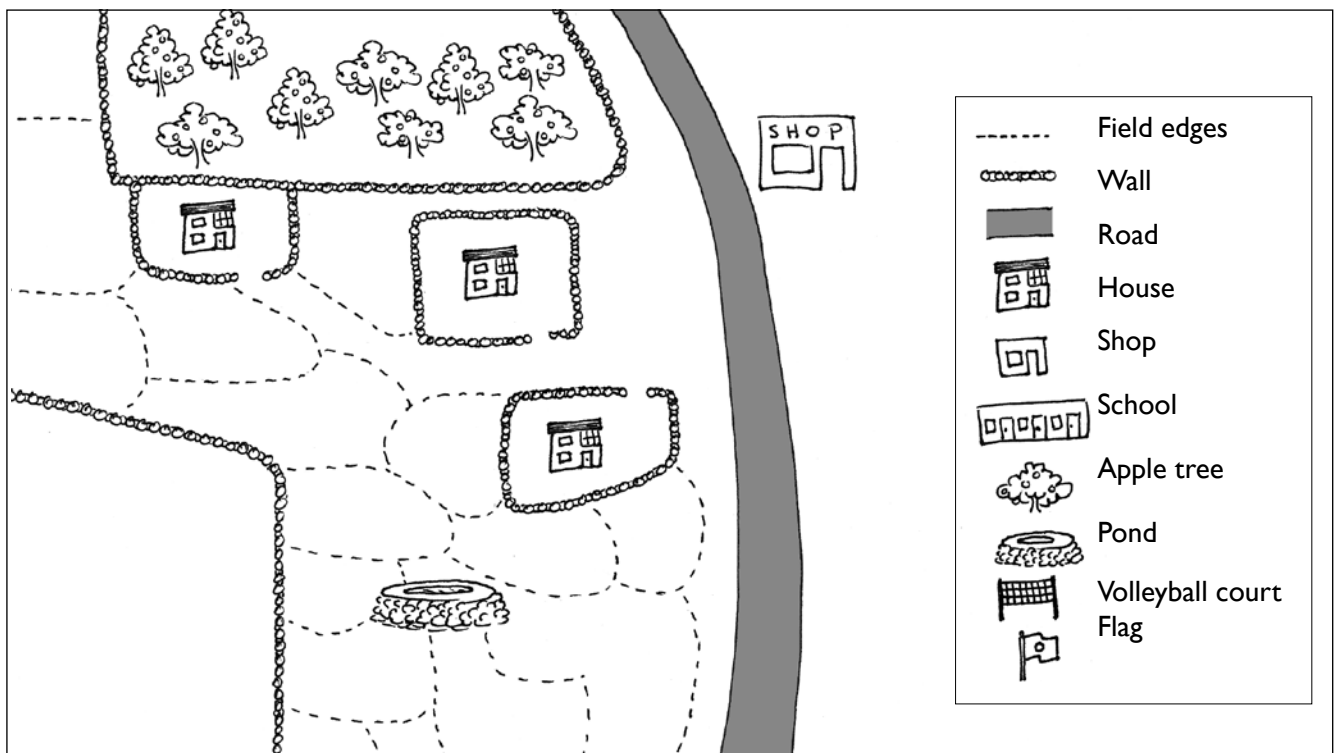 SHOP
Field edges
Wall
Road
House
Shop
School
Apple tree
Pond
Volleyball court
Flag